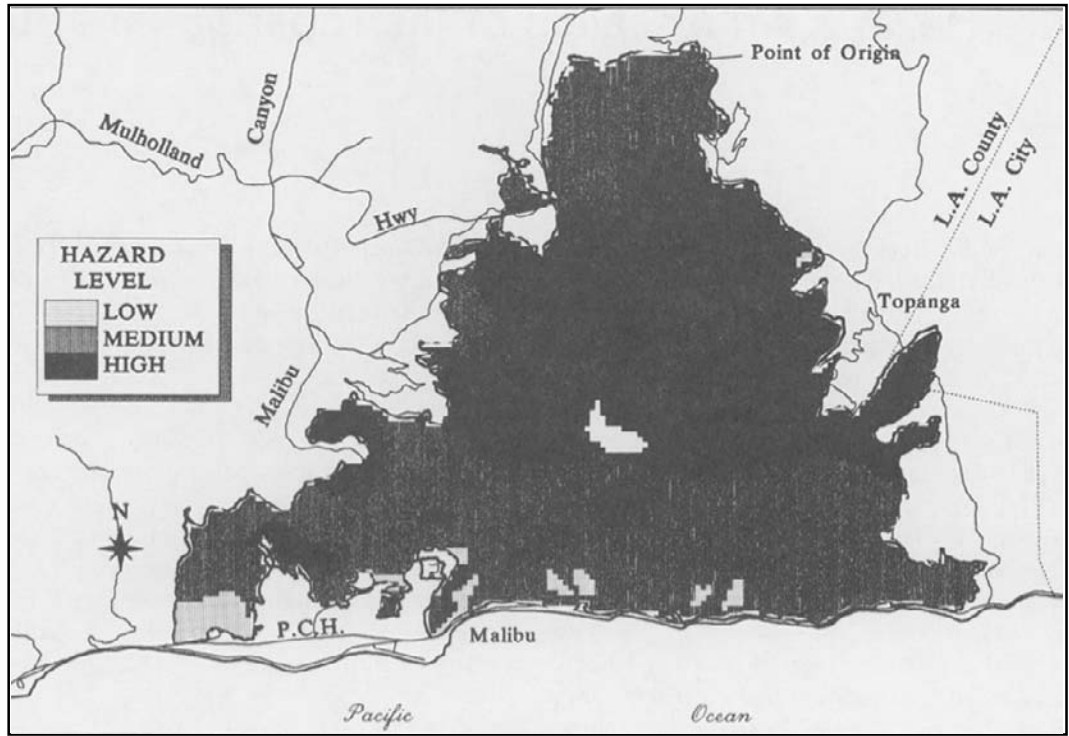 Point of Origin
Canyon
Mulholland
L.A. County
L.A. City
Hwy
HAZARD
LEVEL
LOW
MEDIUM
HIGH
Topanga
Malibu
N
P.C.H.
Malibu
Pacific
Ocean